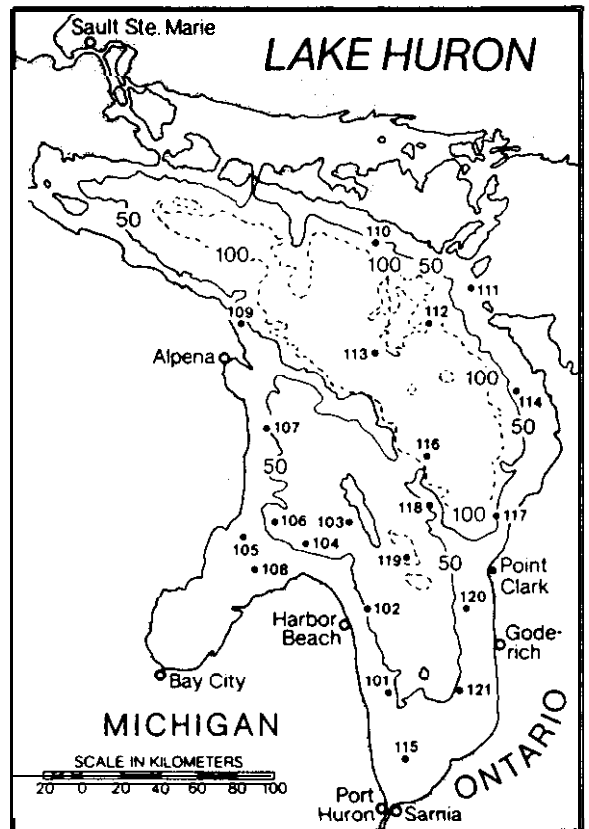 Sault Ste. Marie
LAKE HURON
50
100
110
100
50
111
109
112
Alpena
113
100
114
50
107
116
50
118
100
117
106
103
105
104
119
50
108
Point
Clark
102
120
Harbor
Beach
Gode-
rich
Bay City
101
121
MICHIGAN
115
ONTARIO
SCALE IN KILOMETERS
20 0 20 40 60 80 100
Port
Huron
Sarnia